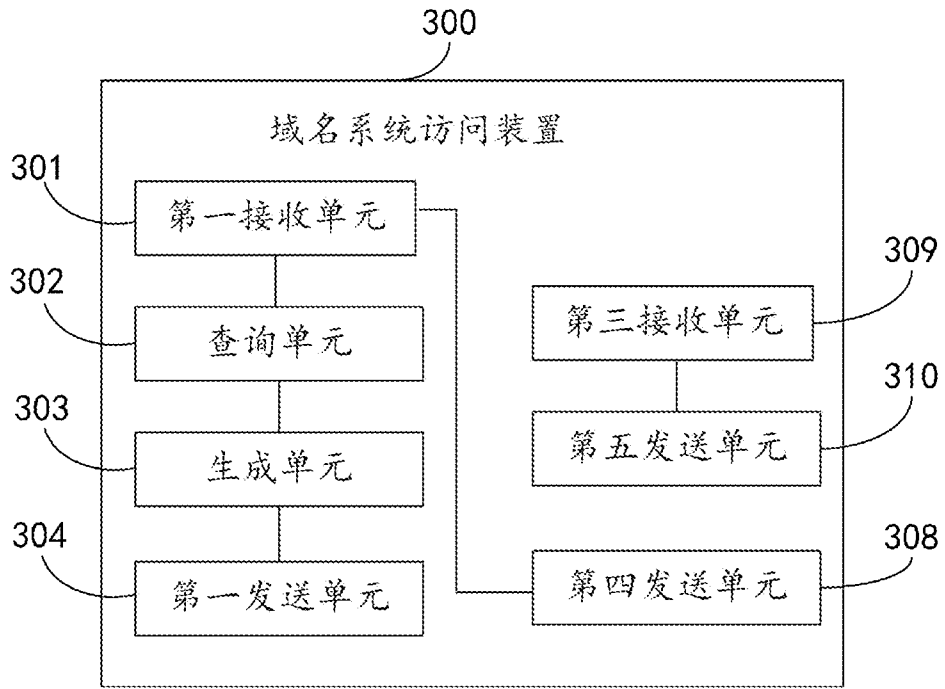 300
域名系统访问装置
301
第一接收单元
302
查询单元
303
生成单元
304
第一发送单元
309
第三接收单元
310
第五发送单元
308
第四发送单元